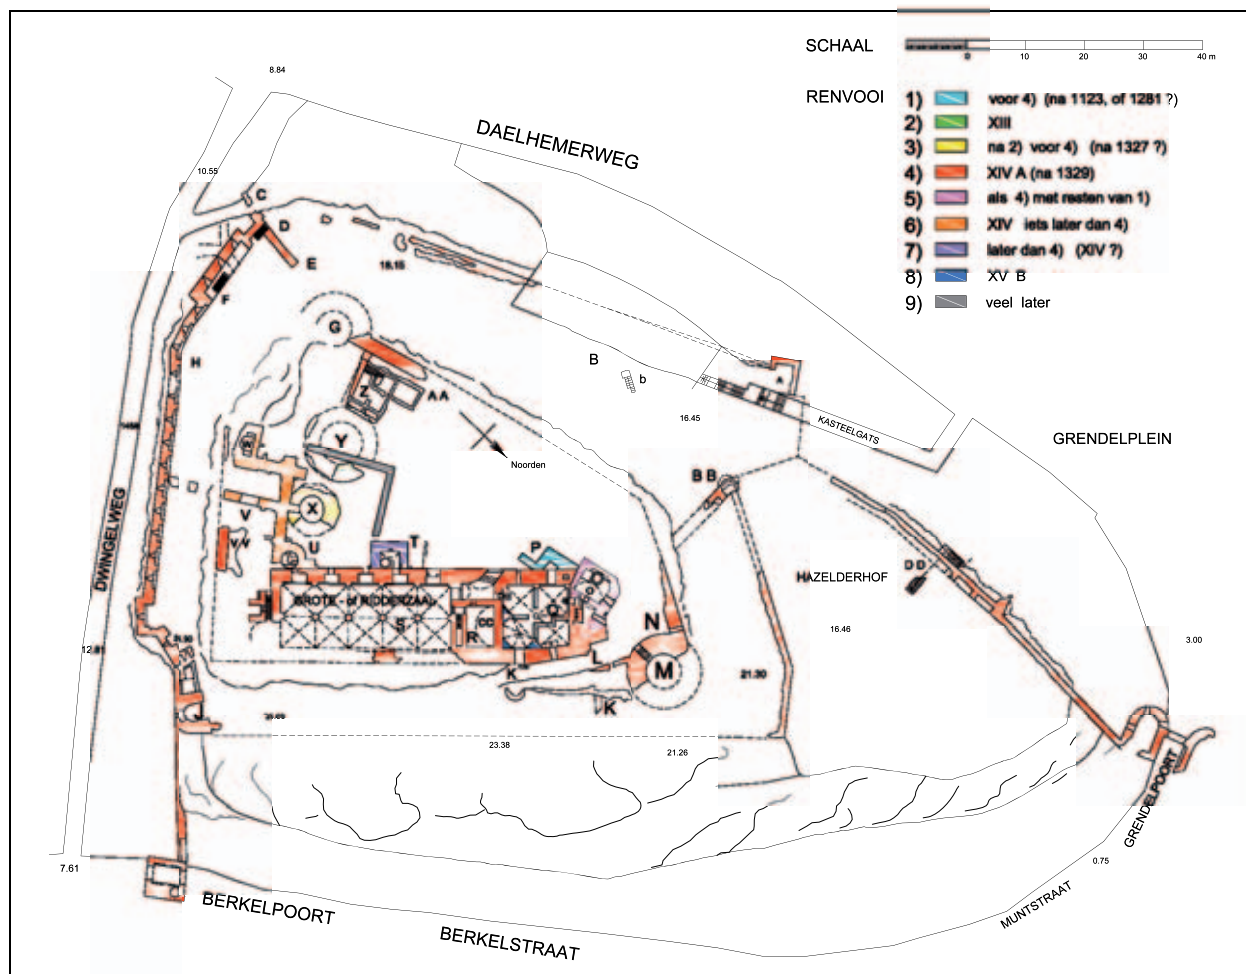 SCHAAL
0 10 20 30 40 m
RENVOOI
1) voor 4) (na 1123, of 1281 ?)
2) XIII
3) na 2) voor 4) (na 1327 ?)
4) XIV A (na 1329)
5) als 4) met resten van 1)
6) XIV iets later dan 4)
7) later dan 4) (XIV ?)
8) XV B
9) veel later
8.84
DAELHEMERWEG
10.55
C
D
E
18.15
F
G
H
B
b
A
Z
A A
16.45
KASTEELGATS
GRENDELPLEIN
Y
Noorden
B B
DWINGELWEG
X
V
U
T
P
VV
HAZELDERHOF
D D
GROTE - of RIDDERZAAL
O
Q
S
R
CC
N
16.46
3.00
12.81
L
M
K
K
21.30
J
23.38
21.26
GRENDELPOORT
7.61
0.75
BERKELPOORT
MUNTSTRAAT
BERKELSTRAAT